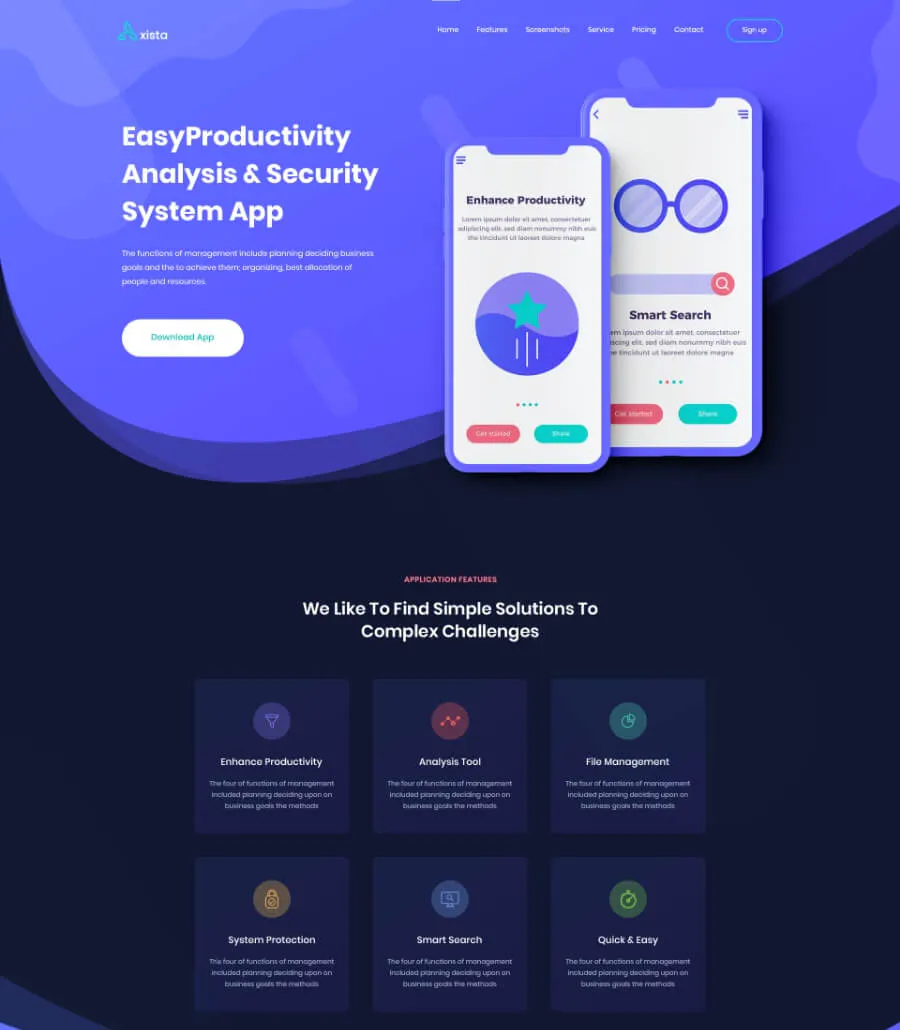 xista
Home Features Screenshots Service Pricing Contact Sign up
EasyProductivity
Analysis & Security
System App
The functions of management include planning deciding business
goals and the to achieve them; organizing, best allocation of
people and resources.
Download App
Enhance Productivity
Lorem ipsum dolor sit amet, consectetuer
adipiscing elit, sed diam nonummy nibh euis
the tincidunt ut laoreet dolore magna
Get started Share
Smart Search
ipsum dolor sit amet, consectetuer
elit, sed diam nonummy nibh euis
tincidunt ut laoreet dolore magna
Get started Share
APPLICATION FEATURES
We Like To Find Simple Solutions To
Complex Challenges
Enhance Productivity
The four of functions of management
included planning deciding upon on
business goals the methods
Analysis Tool
The four of functions of management
included planning deciding upon on
business goals the methods
File Management
The four of functions of management
included planning deciding upon on
business goals the methods
System Protection
The four of functions of management
included planning deciding upon on
business goals the methods
Smart Search
The four of functions of management
included planning deciding upon on
business goals the methods
Quick & Easy
The four of functions of management
included planning deciding upon on
business goals the methods